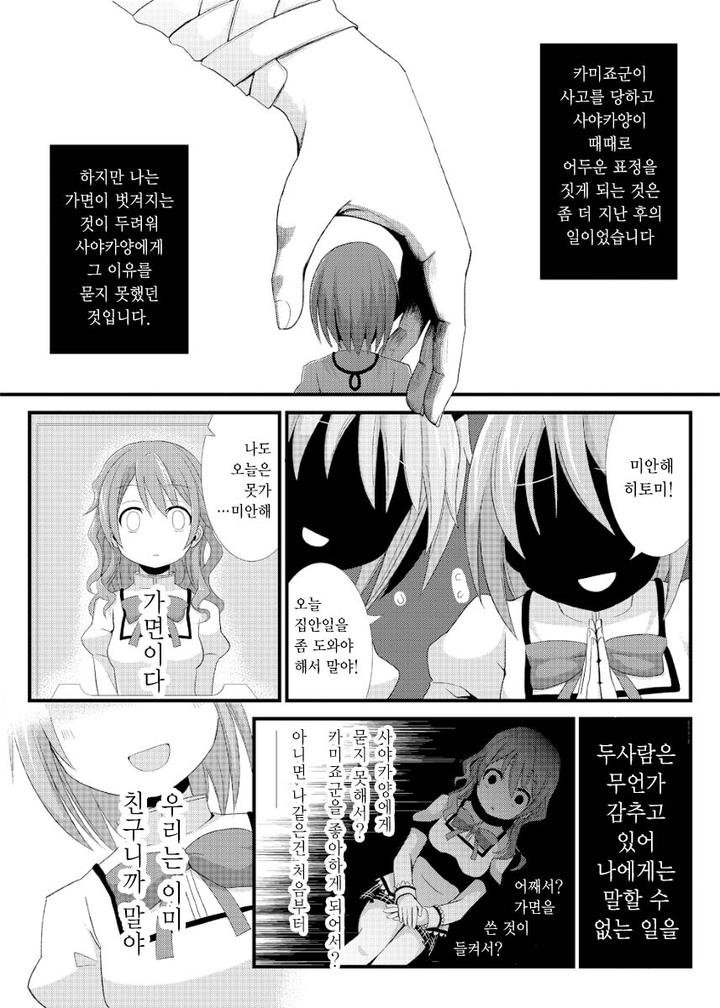 카미죠군이
사고를 당하고
사야카양이
때때로
어두운 표정을
짓게 되는 것은
좀 더 지난 후의
일이었습니다
하지만 나는
가면이 벗겨지는
것이 두려워
사야카양에게
그 이유를
묻지 못했던
것입니다.
미안해
히토미!
오늘
집안일을
좀 도와야
해서 말야!
나도
오늘은
못가
…미안해
가면이다
두사람은
무언가
감추고
있어
나에게는
말할 수
없는 일을
어째서?
가면을
쓴 것이
들켜서?
사야카양에게
묻지 못해서?
카미죠군을 좋아하게 되어서?
아니면 나같은건 처음부터
우리는 이미
친구니까 말야